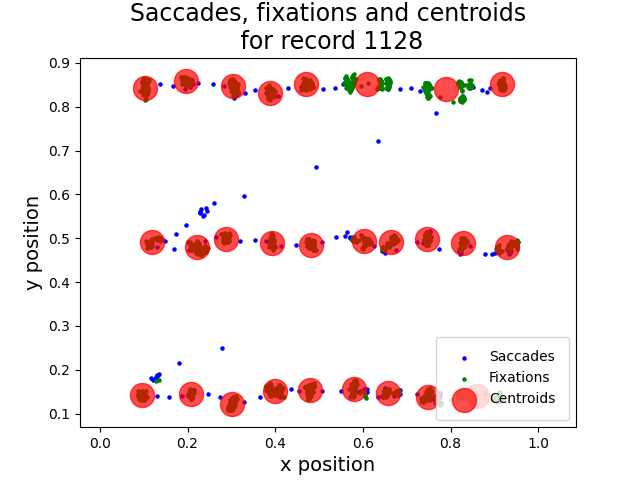 Saccades, fixations and centroids
for record 1128
0.9
0.8
0.7
0.6
0.5
0.4
0.3
0.2
0.1
y position
Saccades
Fixations
Centroids
0.0 0.2 0.4 0.6 0.8 1.0
x position